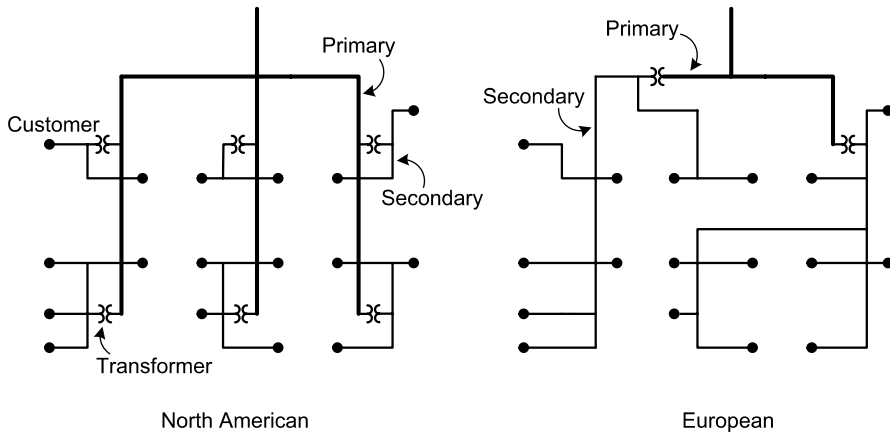 Primary
Customer
Secondary
Transformer
North American
Primary
Secondary
European